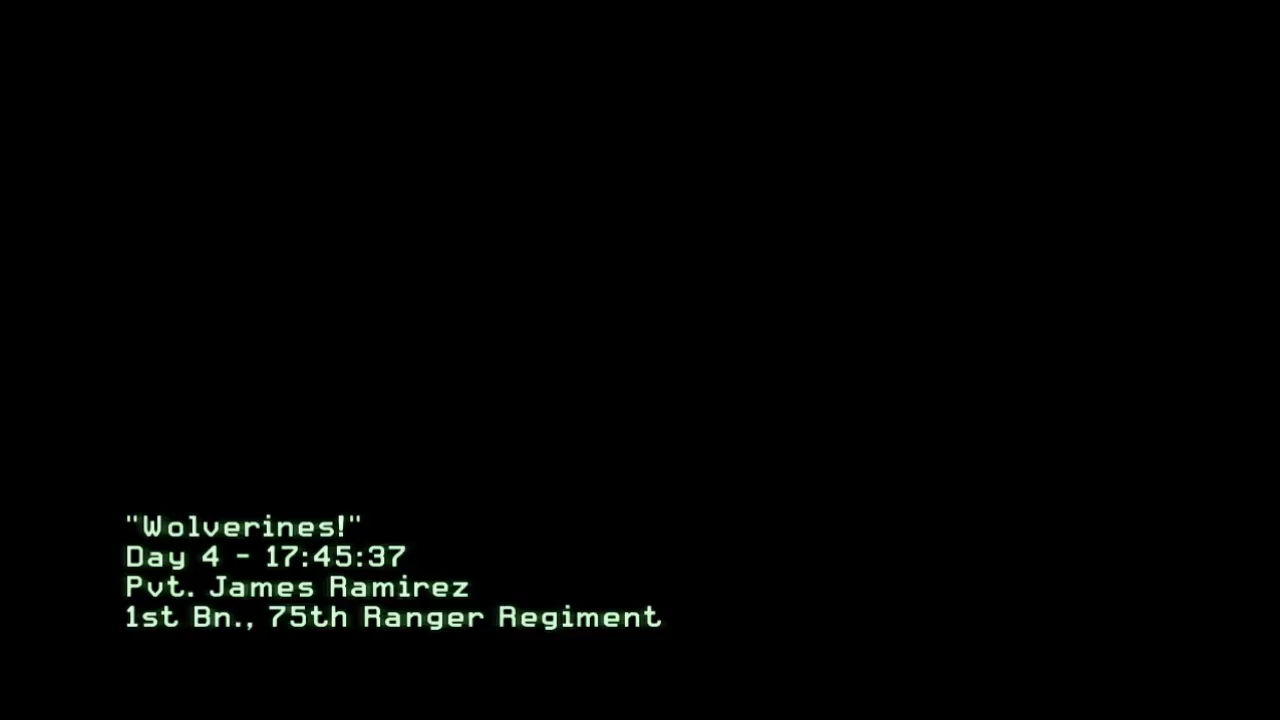 "Wolverines!"
Day 4 - 17:45:37
Pvt. James Ramirez
1st Bn., 75th Ranger Regiment